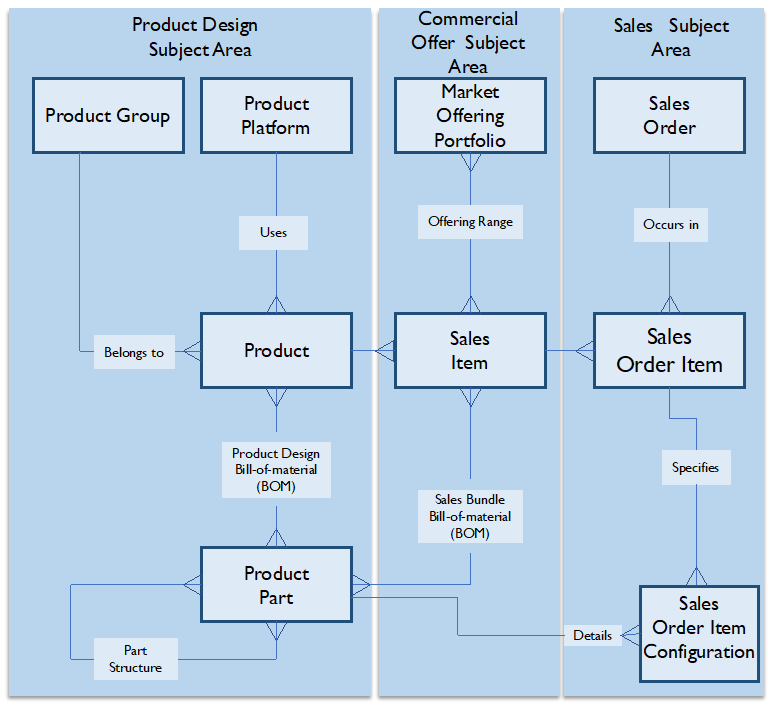 Product Design
Subject Area
Commercial
Offer Subject
Area
Sales Subject
Area
Product Group
Product
Platform
Market
Offering
Portfolio
Sales
Order
Uses
Offering Range
Occurs in
Belongs to
Product
Sales
Item
Sales
Order Item
Product Design
Bill-of-material
(BOM)
Sales Bundle
Bill-of-material
(BOM)
Specifies
Product
Part
Part
Structure
Details
Sales
Order Item
Configuration